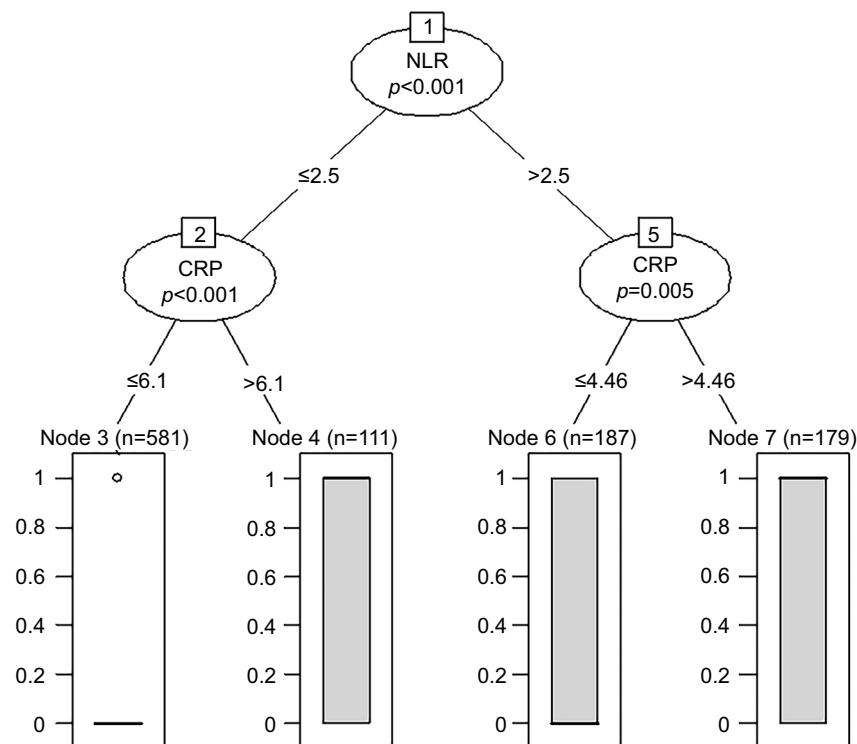 1
NLR
p<0.001
≤2.5 >2.5
2 5
CRP CRP
p<0.001 p=0.005
≤6.1 >6.1 ≤4.46 >4.46
Node 3 (n=581) Node 4 (n=111) Node 6 (n=187) Node 7 (n=179)
1 1 1 1
0.8 0.8 0.8 0.8
0.6 0.6 0.6 0.6
0.4 0.4 0.4 0.4
0.2 0.2 0.2 0.2
0 0 0 0